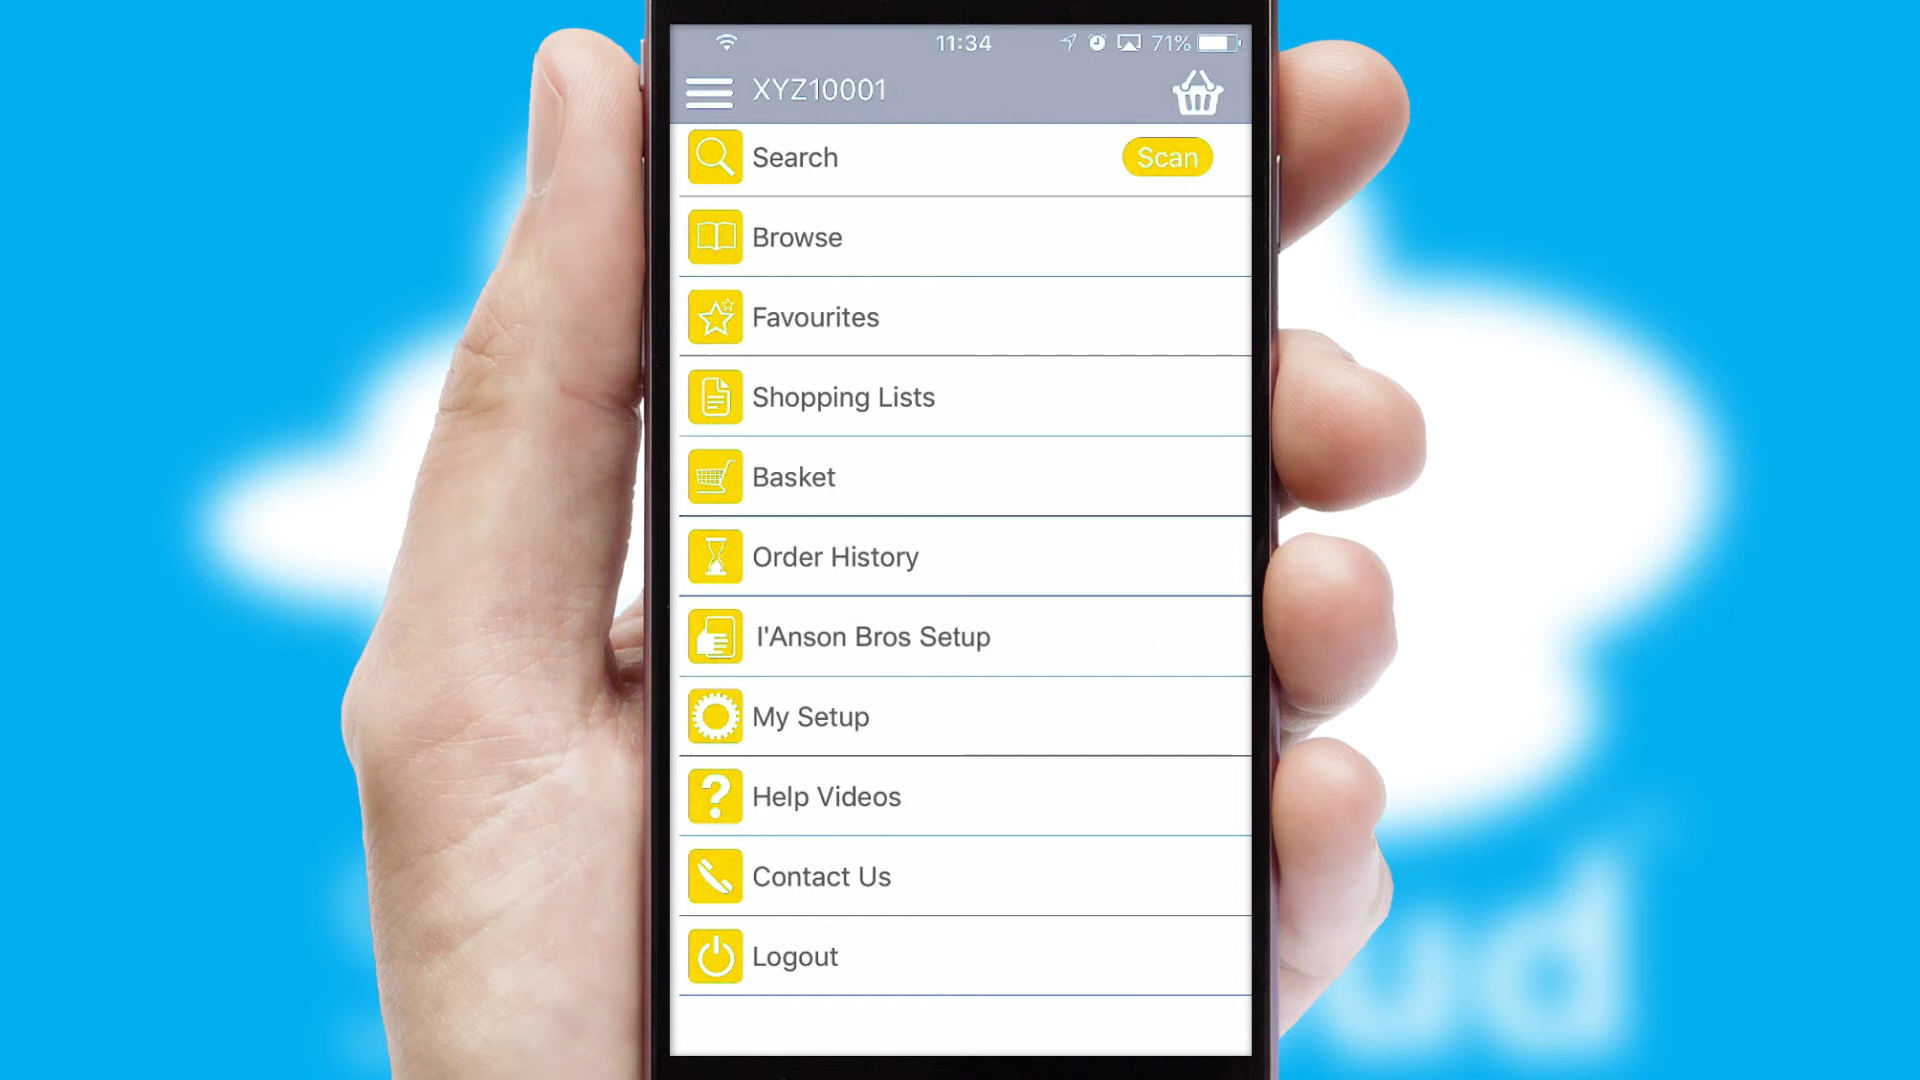 11:34
71%
XYZ10001
Search
Scan
Browse
Favourites
Shopping Lists
Basket
Order History
I'Anson Bros Setup
My Setup
Help Videos
Contact Us
Logout
ud